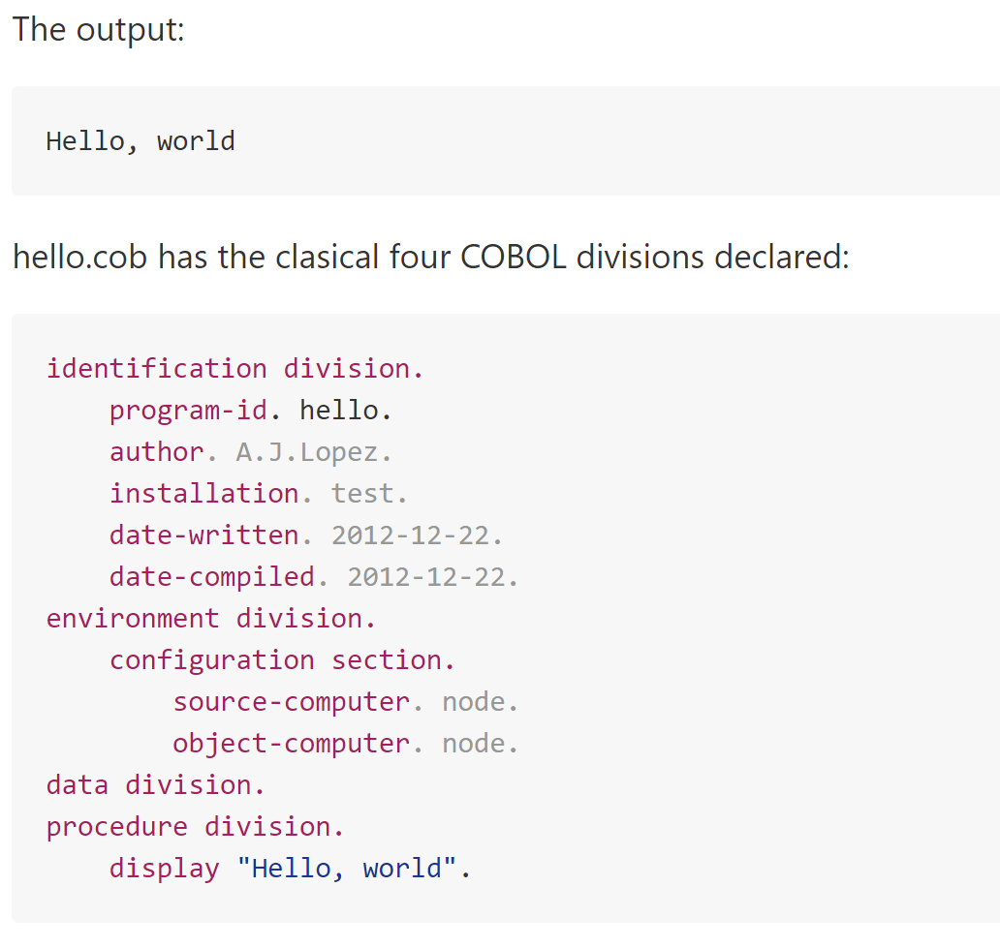 The output:
Hello, world
hello.cob has the clasical four COBOL divisions declared:
identification division.
    program-id. hello.
    author. A.J.Lopez.
    installation. test.
    date-written. 2012-12-22.
    date-compiled. 2012-12-22.
environment division.
    configuration section.
        source-computer. node.
        object-computer. node.
data division.
procedure division.
    display "Hello, world".